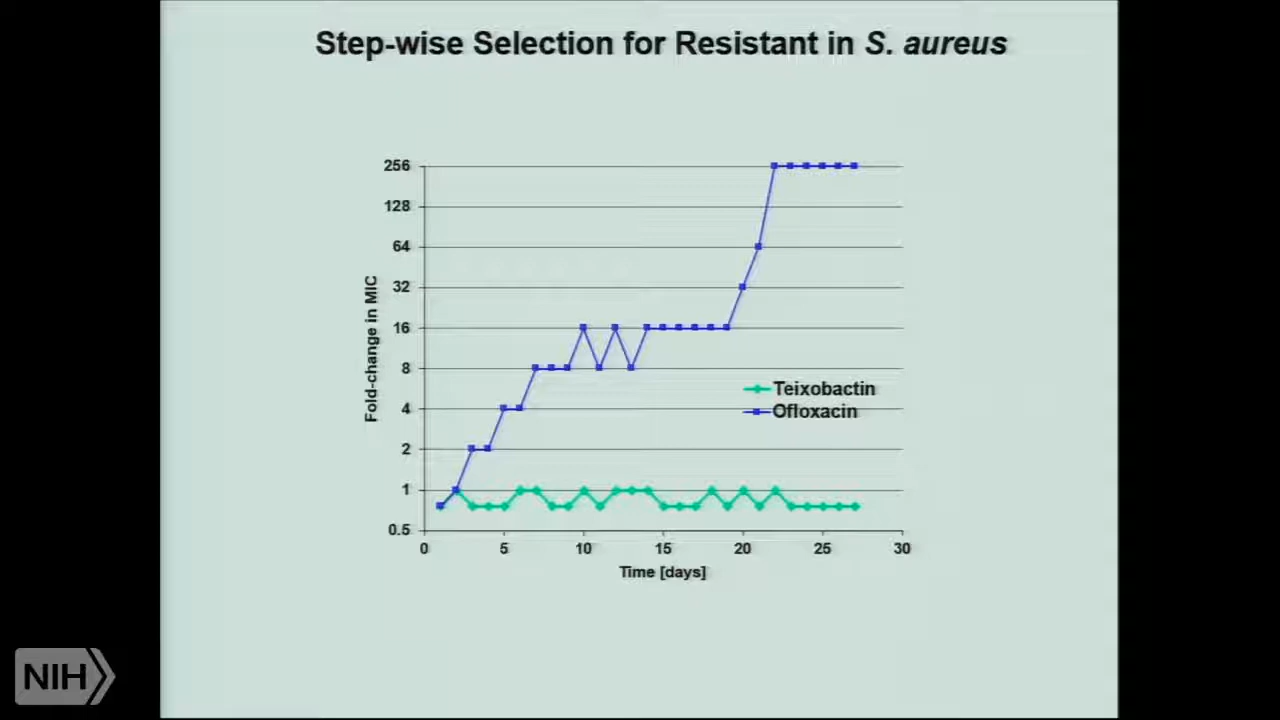 Step-wise Selection for Resistant in S. aureus
256
128
64
32
16
8
4
2
1
0.5
Fold-change in MIC
Teixobactin
Ofloxacin
0 5 10 15 20 25 30
Time [days]
NIH